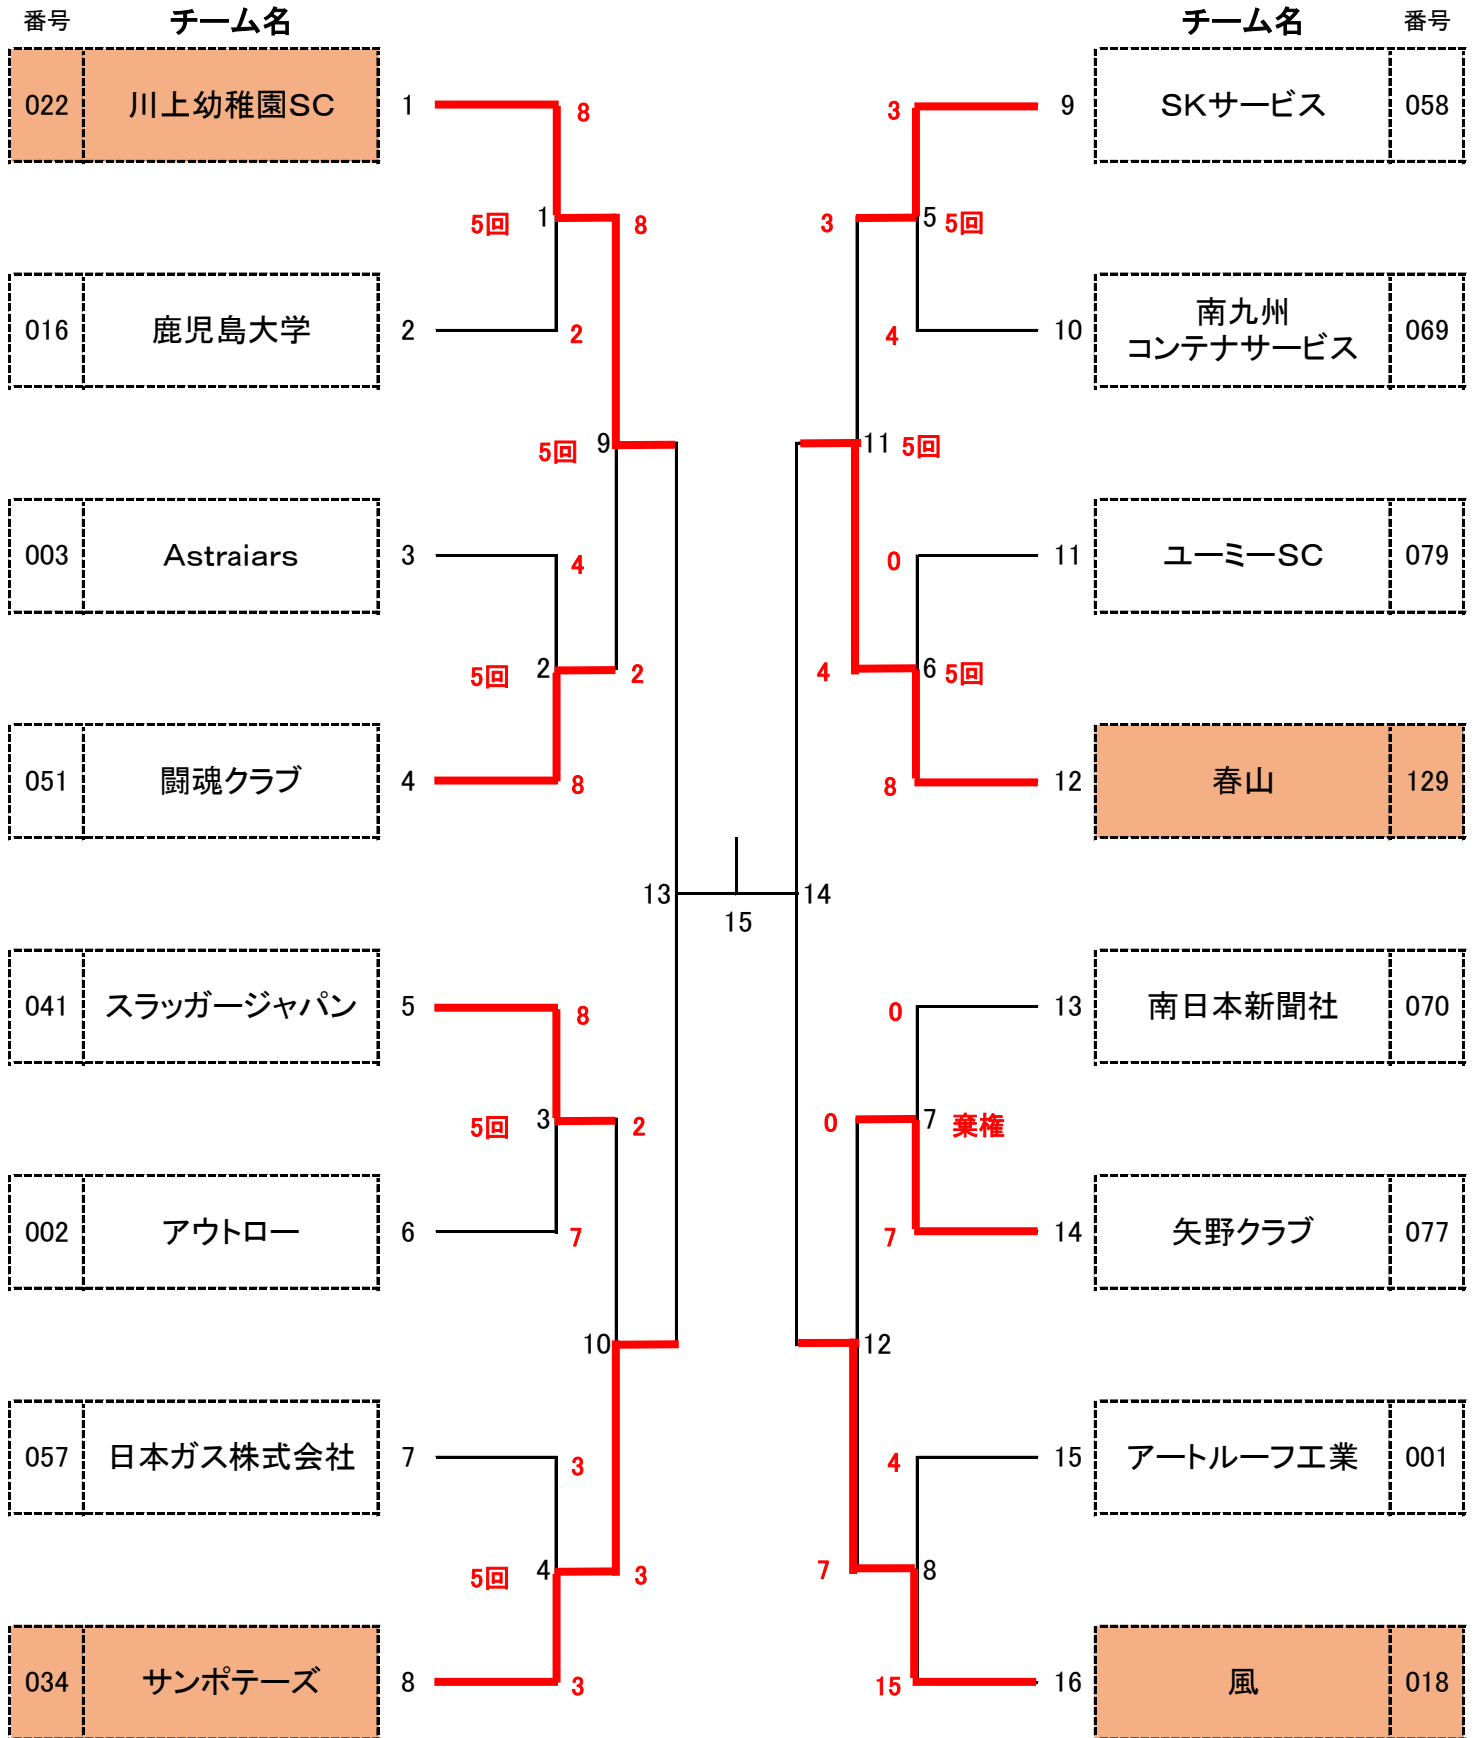 番号 チーム名 チーム名 番号
022 川上幼稚園SC 1 8 3 9 SKサービス 058
5回 1 8 3 5 5回
016 鹿児島大学 2 2 4 10 南九州
コンテナサービス 069
5回 9 11 5回
003 Astraiars 3 4 0 11 ユーミーSC 079
5回 2 2 4 6 5回
051 闘魂クラブ 4 8 8 12 春山 129
13 14
15
041 スラッガージャパン 5 8 0 13 南日本新聞社 070
5回 3 2 0 7 棄権
002 アウトロー 6 7 7 14 矢野クラブ 077
10 12
057 日本ガス株式会社 7 3 4 15 アートルーフ工業 001
5回 4 3 7 8
034 サンポテーズ 8 3 15 16 風 018